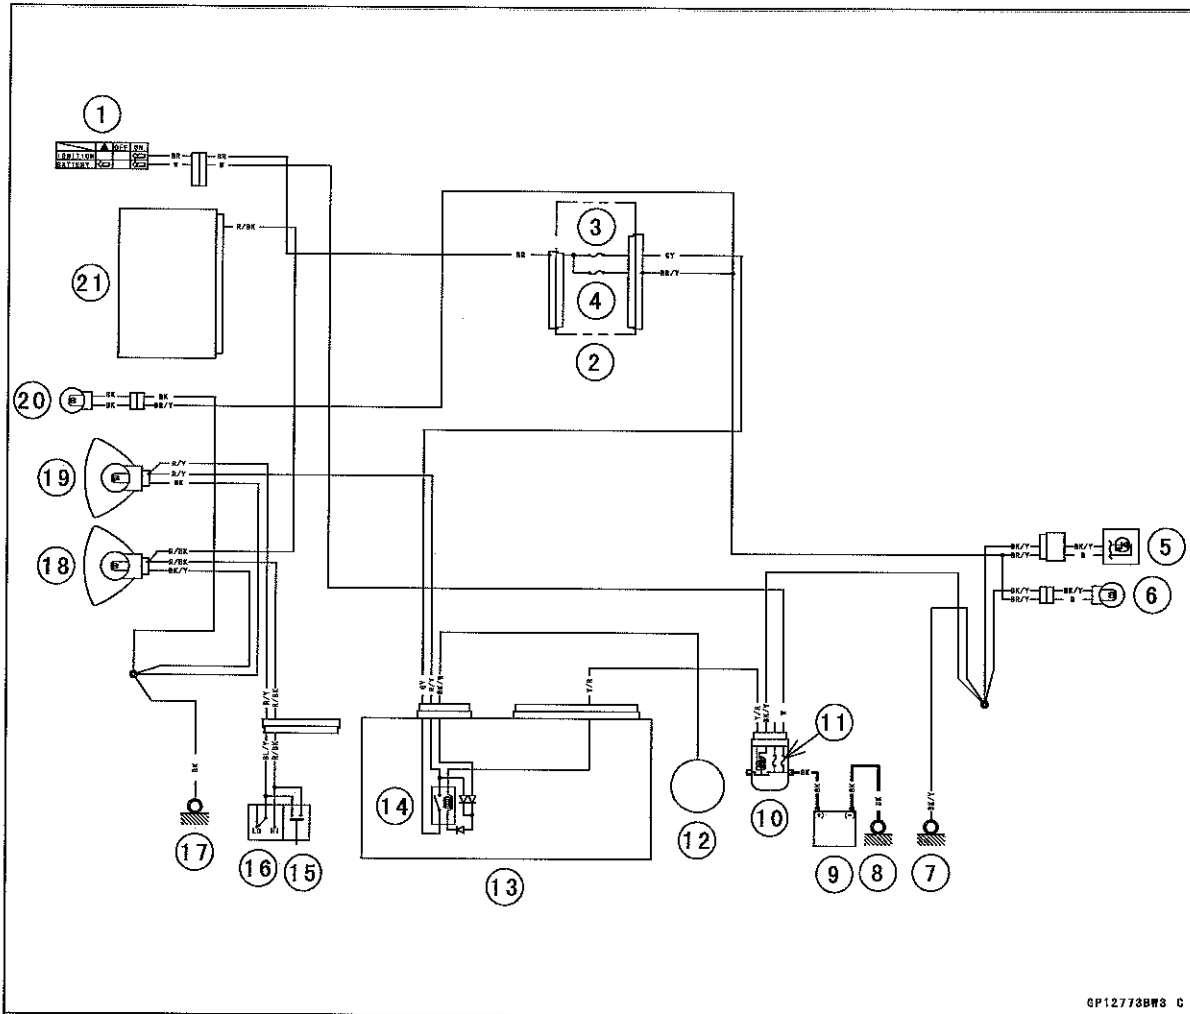 1
OFF ON
IGNITION
BATTERY
BR BR
W W
R/BK
21
3
BR GY
BR/Y
4
2
20
BK BK
BK BR/Y
19
R/Y
R/Y
BK
18
R/BK
R/BK
BK/Y
BK/Y BK/Y
BR/Y R
5
BK/Y BK/Y
BR/Y R
6
R/Y R/BK
BL/Y R/BK
GY R/Y
Y/R
Y/R BK/Y W
11
BK
BK BK BK
BK/Y
BK
14
LO HI
17
16
15
13
12
10
9
8
7
(+) (-)
GP12773BW3 C